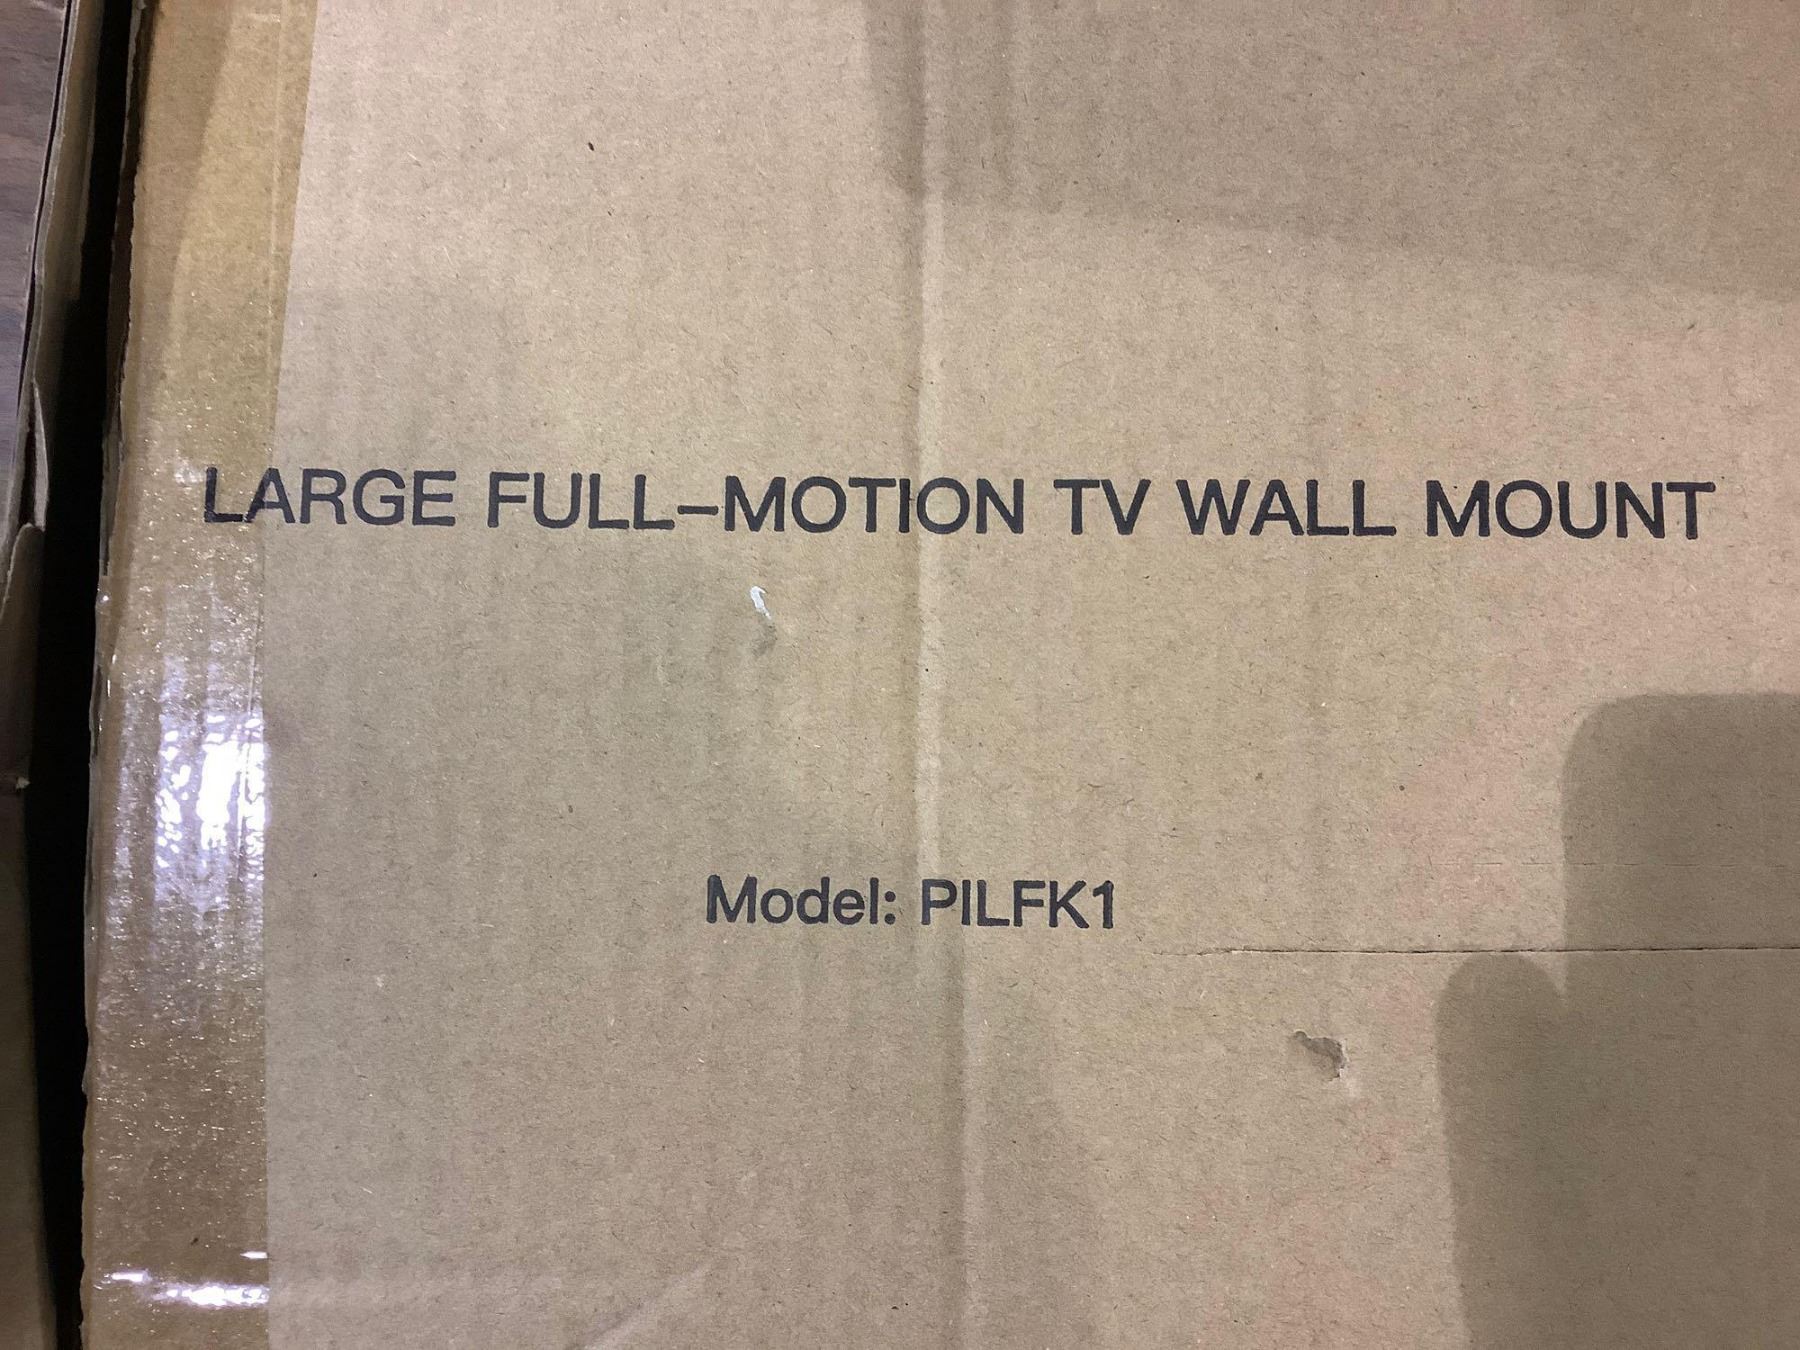 LARGE FULL-MOTION TV WALL MOUNT
Model: PILFK1